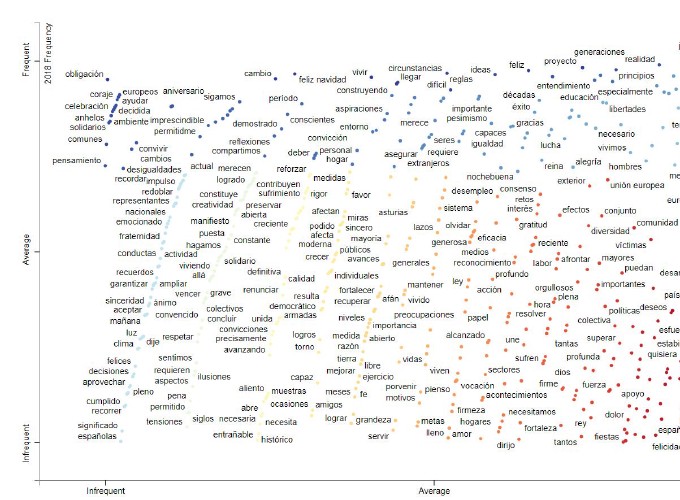 Frequent
2018 Frequency
Average
Infrequent
generaciones
circunstancias
ideas
feliz
proyecto
realidad
obligación
cambio
feliz navidad
vivir
llegar
reglas
principios
coraje
europeos
aniversario
construyendo
difícil
entendimiento
especialmente
celebración
ayudar
sigamos
período
décadas
educación
decidida
aspiraciones
importante
éxito
libertades
anhelos
ambiente
imprescindible
conscientes
pesimismo
gracias
solidarios
permitidme
demostrado
entorno
merece
capaces
necesario
comunes
reflexiones
convicción
seres
igualdad
lucha
vivimos
convivir
compartimos
deber
personal
requiere
pensamiento
cambios
hogar
asegurar
extranjeros
reina
alegría
hombres
desigualdades
actual
merecen
reforzar
nochebuena
recordar
impulso
logrado
contribuyen
medidas
exterior
unión europea
redoblar
constituye
sufrimiento
rigor
favor
desempleo
consenso
representantes
creatividad
preservar
retos
nacionales
abierta
afectan
asturias
sistema
interés
efectos
conjunto
emocionado
manifiesto
creciente
miras
comunidad
puesta
podido
sincero
lazos
olvidar
gratitud
diversidad
fraternidad
hagamos
constante
afecta
mayoría
generosa
eficacia
reciente
víctimas
conductas
actividad
moderna
públicos
medios
solidario
crecer
avances
generales
reconocimiento
labor
afrontar
mayores
recuerdos
viviendo
definitiva
individuales
profundo
puedan
garantizar
allá
calidad
mantener
ley
orgullosos
importantes
ampliar
renunciar
fortalecer
acción
sinceridad
vencer
grave
resulta
recuperar
afán
vivido
hora
plena
deseos
aceptar
ánimo
colectivos
democrático
políticas
mañana
convencido
concluir
unida
armadas
niveles
preocupaciones
papel
resolver
colectiva
luz
convicciones
importancia
clima
dije
respetar
precisamente
logros
medida
abierto
alcanzado
une
superar
avanzando
torno
razón
tantas
felices
sentimos
tierra
sufren
profunda
quisiera
decisiones
requieren
mejorar
libre
vidas
viven
sectores
dios
aprovechar
aspectos
ilusiones
capaz
ejercicio
pleno
pena
aliento
muestras
meses
fe
porvenir
pienso
vocación
firme
fuerza
apoyo
cumplido
permitido
abre
ocasiones
amigos
motivos
acontecimientos
recorrer
firmeza
necesitamos
dolor
significado
tensiones
siglos
necesaria
necesita
lograr
grandeza
metas
hogares
fortaleza
rey
españolas
entrañable
histórico
servir
lleno
amor
dirijo
tantos
fiestas
Infrequent
Average